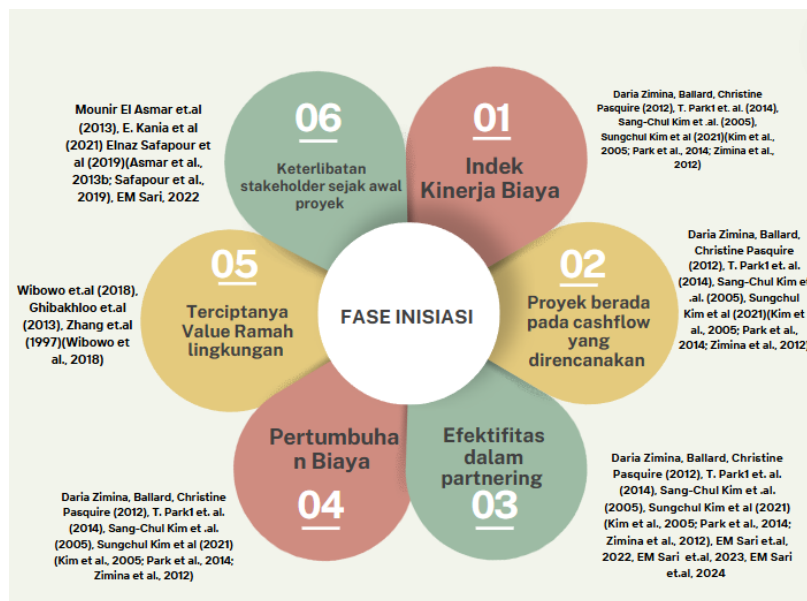 06
Keterlibatan
stakeholder sejak awal
proyek
Mounir El Asmar et.al
(2013), E. Kania et al
(2021) Elnaz Safapour et
al (2019)(Asmar et al.,
2013b; Safapour et al.,
2019), EM Sari, 2022
01
Indek
Kinerja Biaya
Daria Zimina, Ballard, Christine
Pasquire (2012), T. Park1 et. al. (2014),
Sang-Chul Kim et .al. (2005),
Sungchul Kim et al (2021)(Kim et al.,
2005; Park et al., 2014; Zimina et al.,
2012)
02
Proyek berada
pada cashflow
yang
direncanakan
Daria Zimina, Ballard,
Christine Pasquire
(2012), T. Park1 et. al.
(2014), Sang-Chul Kim et
.al. (2005), Sungchul
Kim et al (2021)(Kim et
al., 2005; Park et al.,
2014; Zimina et al., 2012)
05
Terciptanya
Value Ramah
lingkungan
Wibowo et.al (2018),
Ghibakhloo et.al
(2013), Zhang et.al
(1997)(Wibowo et
al., 2018)
FASE INISIASI
Pertumbuha
n Biaya
04
Daria Zimina, Ballard, Christine
Pasquire (2012), T. Park1 et. al.
(2014), Sang-Chul Kim et .al.
(2005), Sungchul Kim et al (2021)
(Kim et al., 2005; Park et al., 2014;
Zimina et al., 2012)
Efektifitas
dalam
partnering
03
Daria Zimina, Ballard, Christine
Pasquire (2012), T. Park1 et. al.
(2014), Sang-Chul Kim et .al.
(2005), Sungchul Kim et al (2021)
(Kim et al., 2005; Park et al., 2014;
Zimina et al., 2012), EM Sari et.al,
2022, EM Sari et.al, 2023, EM Sari
et.al, 2024